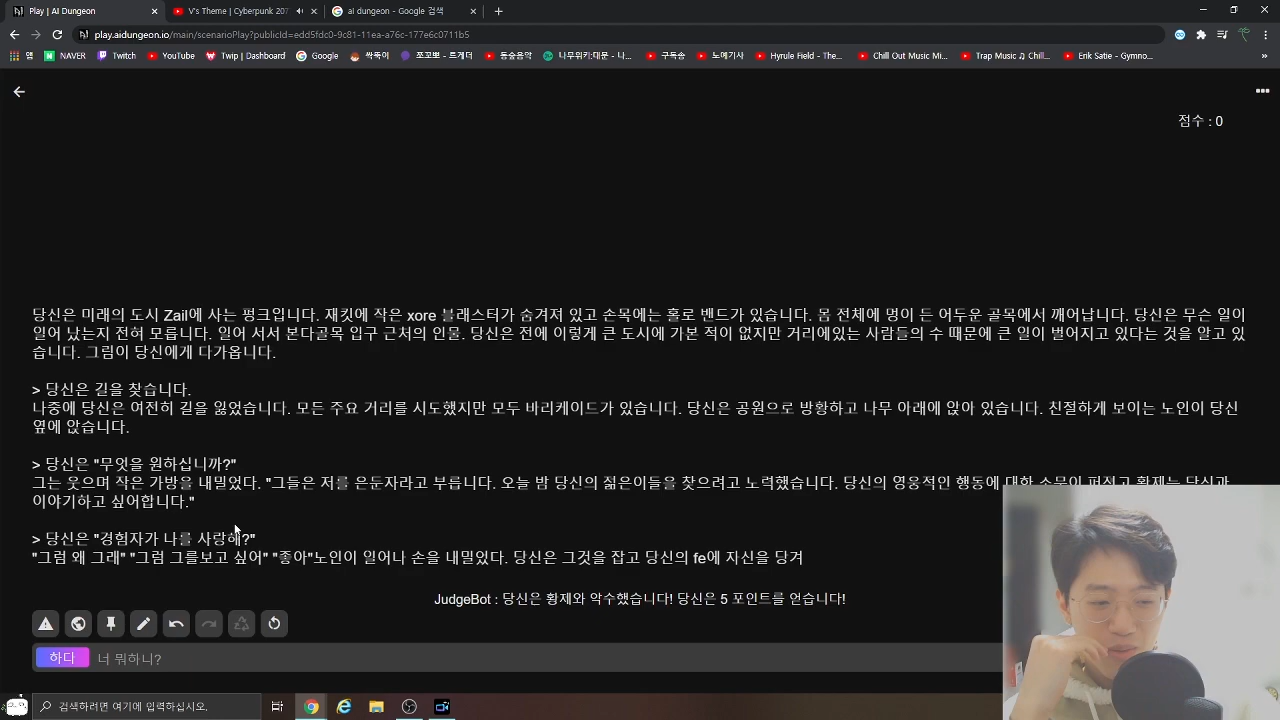 Play | AI Dungeon
V's Theme | Cyberpunk 207
ai dungeon - Google 검색
play.aidungeon.io/main/scenarioPlay?publicId=edd5fdc0-9c81-11ea-a76c-177e6c0711b5
앱 NAVER Twitch YouTube Twip | Dashboard Google 싹뚝이 쪼꼬보 - 트게더 동숲음악 나무위키:대문 - 나... 구독송 노예기사 Hyrule Field - The... Chill Out Music Mi... Trap Music ♫ Chill... Erik Satie - Gymno... »
점수 : 0
당신은 미래의 도시 Zail에 사는 펑크입니다. 재킷에 작은 xore 블래스터가 숨겨져 있고 손목에는 홀로 밴드가 있습니다. 몸 전체에 멍이 든 어두운 골목에서 깨어납니다. 당신은 무슨 일이
일어 났는지 전혀 모릅니다. 일어 서서 본다골목 입구 근처의 인물. 당신은 전에 이렇게 큰 도시에 가본 적이 없지만 거리에있는 사람들의 수 때문에 큰 일이 벌어지고 있다는 것을 알고 있
습니다. 그림이 당신에게 다가옵니다.
> 당신은 길을 찾습니다.
나중에 당신은 여전히 길을 잃었습니다. 모든 주요 거리를 시도했지만 모두 바리케이드가 있습니다. 당신은 공원으로 방황하고 나무 아래에 앉아 있습니다. 친절하게 보이는 노인이 당신
옆에 앉습니다.
> 당신은 "무엇을 원하십니까?"
그는 웃으며 작은 가방을 내밀었다. "그들은 저를 은둔자라고 부릅니다. 오늘 밤 당신의 젊은이들을 찾으려고 노력했습니다. 당신의 영웅적인 행동에 대한 소문이 퍼졌고 황제는 당신과
이야기하고 싶어합니다."
> 당신은 "경험자가 나를 사랑해?"
"그럼 왜 그래" "그럼 그를보고 싶어" "좋아"노인이 일어나 손을 내밀었다. 당신은 그것을 잡고 당신의 fe에 자신을 당겨
JudgeBot : 당신은 황제와 악수했습니다! 당신은 5 포인트를 얻습니다!
하다 너 뭐하니?
검색하려면 여기에 입력하십시오.